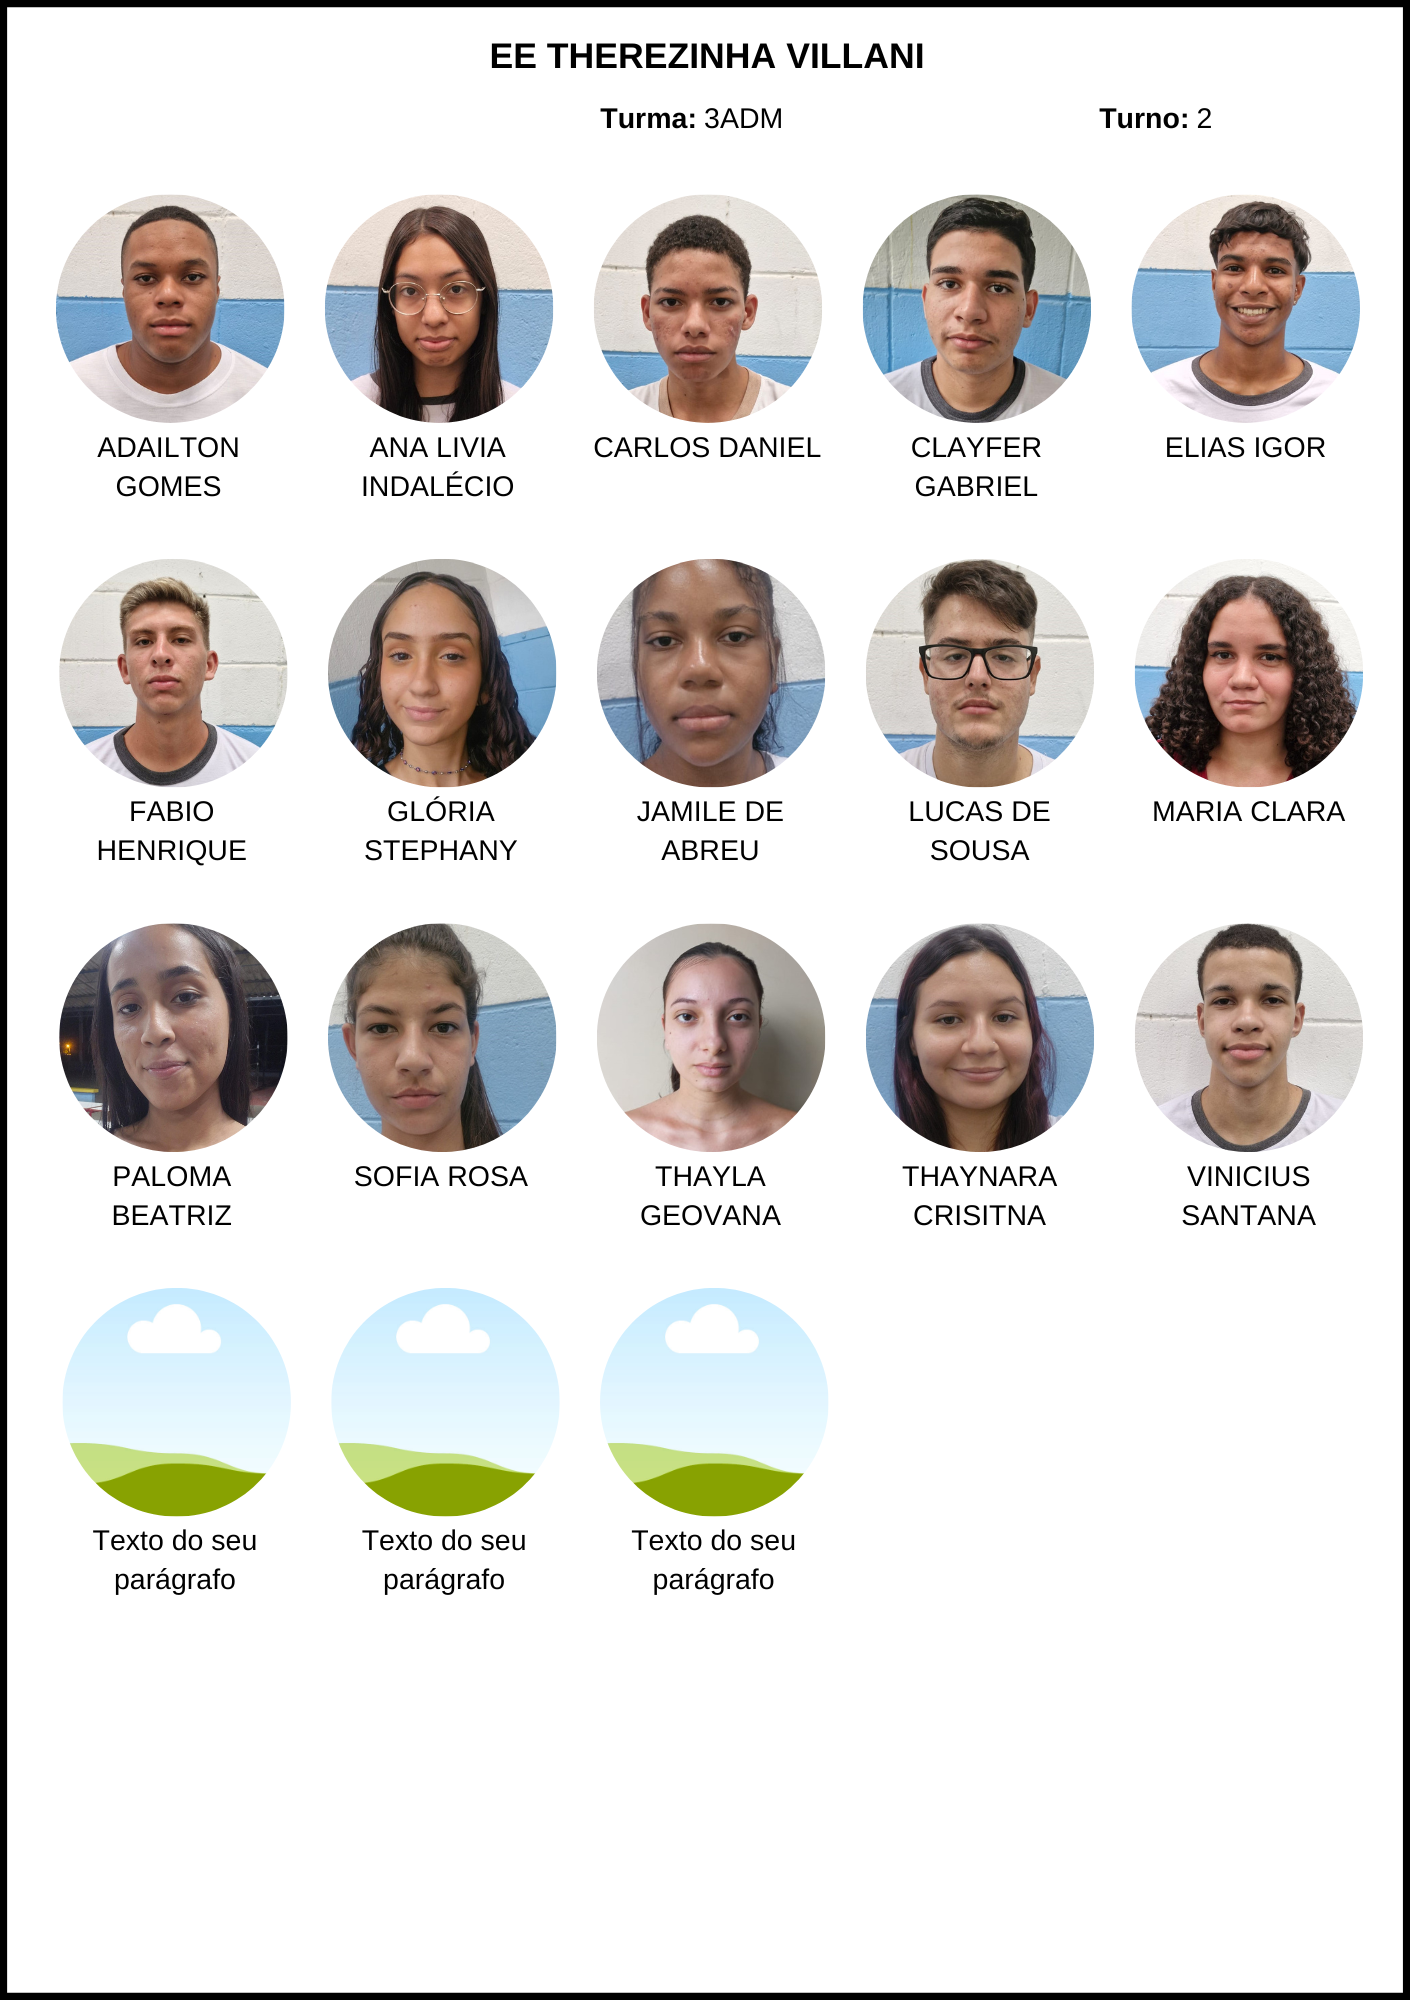 EE THEREZINHA VILLANI
Turma: 3ADM Turno: 2
ADAILTON
GOMES
ANA LIVIA
INDALÉCIO
CARLOS DANIEL
CLAYFER
GABRIEL
ELIAS IGOR
FABIO
HENRIQUE
GLÓRIA
STEPHANY
JAMILE DE
ABREU
LUCAS DE
SOUSA
MARIA CLARA
PALOMA
BEATRIZ
SOFIA ROSA
THAYLA
GEOVANA
THAYNARA
CRISITNA
VINICIUS
SANTANA
Texto do seu
parágrafo
Texto do seu
parágrafo
Texto do seu
parágrafo